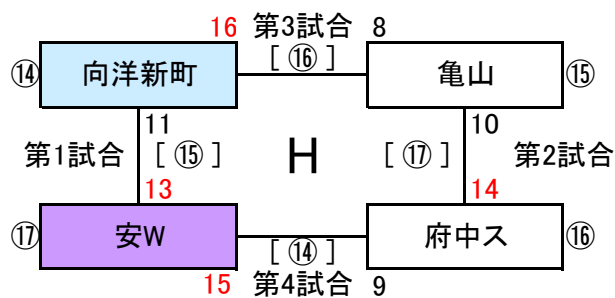 16 第3試合 8
⑭ 向洋新町 [ ⑯ ] 亀山 ⑮
11 10
第1試合 [ ⑮ ] H [ ⑰ ] 第2試合
13 14
⑰ 安W [ ⑭ ] 府中ス ⑯
15 第4試合 9